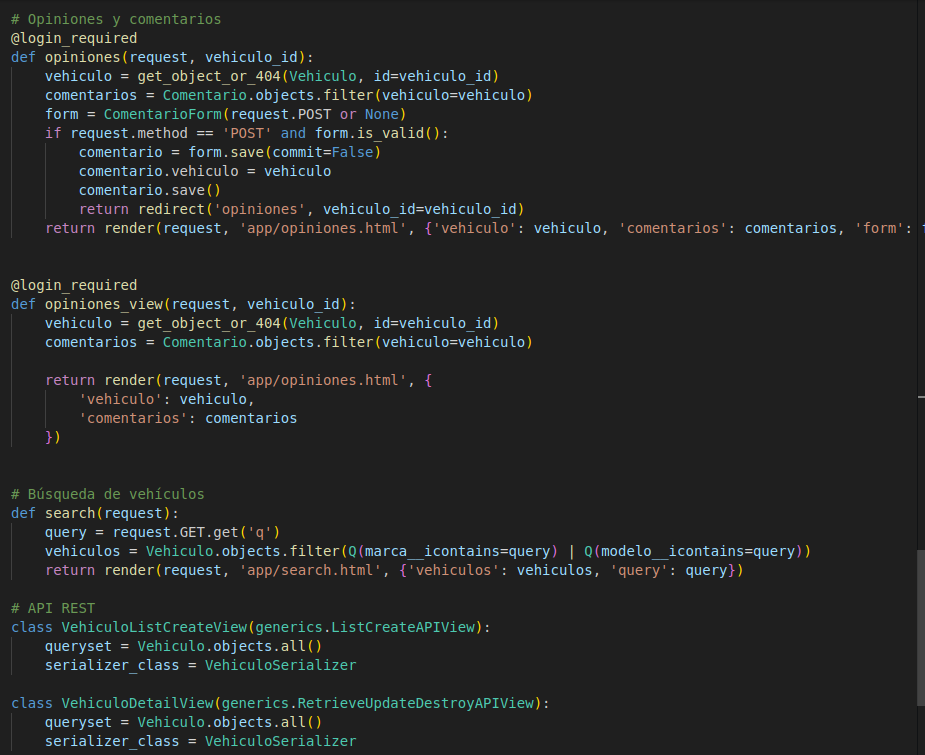 # Opiniones y comentarios
@login_required
def opiniones(request, vehiculo_id):
    vehiculo = get_object_or_404(Vehiculo, id=vehiculo_id)
    comentarios = Comentario.objects.filter(vehiculo=vehiculo)
    form = ComentarioForm(request.POST or None)
    if request.method == 'POST' and form.is_valid():
        comentario = form.save(commit=False)
        comentario.vehiculo = vehiculo
        comentario.save()
        return redirect('opiniones', vehiculo_id=vehiculo_id)
    return render(request, 'app/opiniones.html', {'vehiculo': vehiculo, 'comentarios': comentarios, 'form':
@login_required
def opiniones_view(request, vehiculo_id):
    vehiculo = get_object_or_404(Vehiculo, id=vehiculo_id)
    comentarios = Comentario.objects.filter(vehiculo=vehiculo)
    return render(request, 'app/opiniones.html', {
        'vehiculo': vehiculo,
        'comentarios': comentarios
    })
# Búsqueda de vehículos
def search(request):
    query = request.GET.get('q')
    vehiculos = Vehiculo.objects.filter(Q(marca__icontains=query) | Q(modelo__icontains=query))
    return render(request, 'app/search.html', {'vehiculos': vehiculos, 'query': query})
# API REST
class VehiculoListCreateView(generics.ListCreateAPIView):
    queryset = Vehiculo.objects.all()
    serializer_class = VehiculoSerializer
class VehiculoDetailView(generics.RetrieveUpdateDestroyAPIView):
    queryset = Vehiculo.objects.all()
    serializer_class = VehiculoSerializer